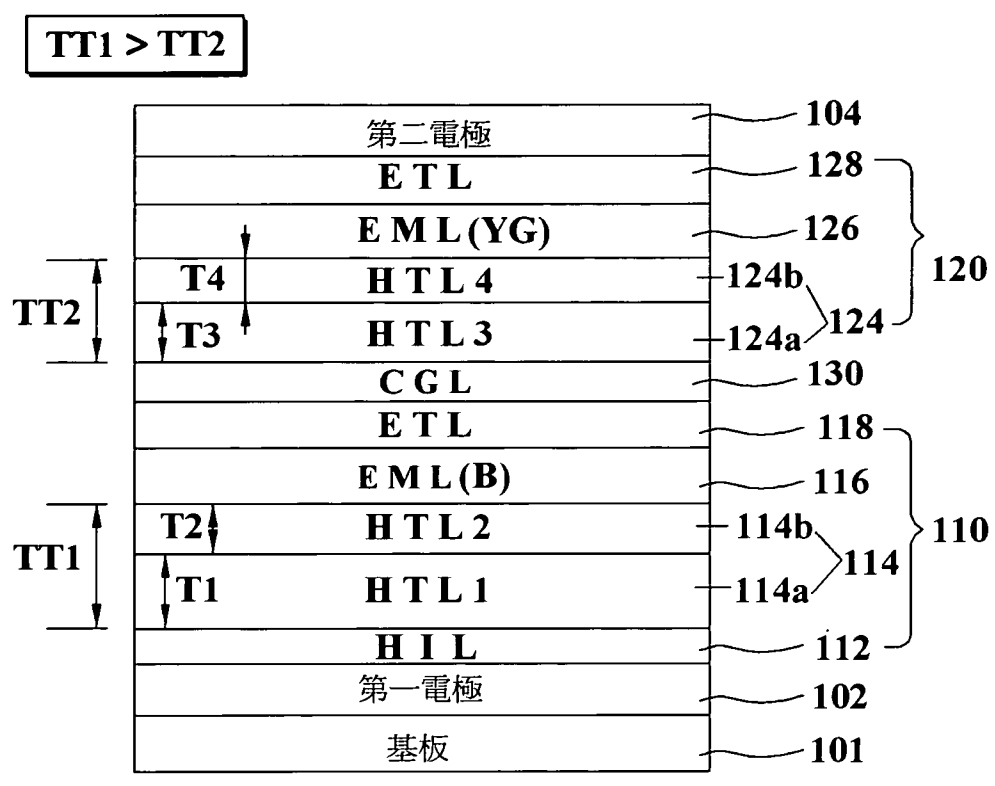 TT1 > TT2
第二電極 104
ETL 128
EML(YG) 126
120
T4 HTL4 124b
TT2 124
T3 HTL3 124a
CGL 130
ETL 118
EML(B) 116
T2 HTL2 114b
110
TT1 114
T1 HTL1 114a
HIL 112
第一電極 102
基板 101